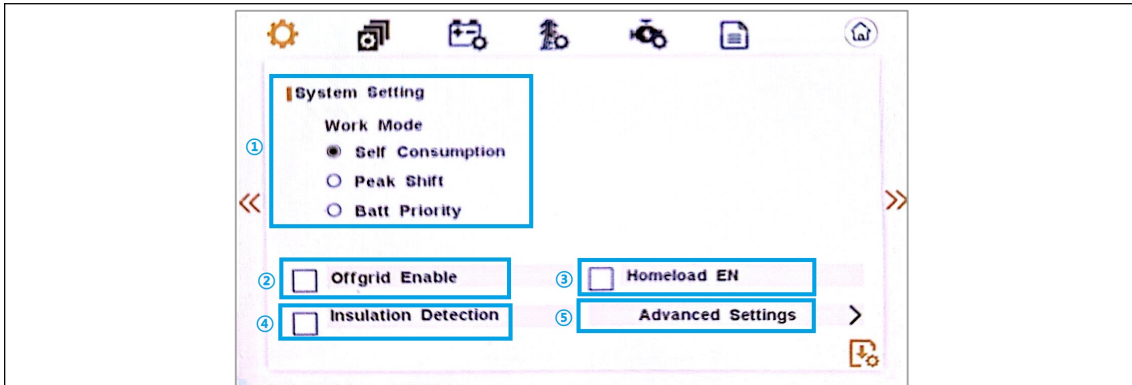 System Setting
Work Mode
① Self Consumption
Peak Shift
Batt Priority
② Offgrid Enable ③ Homeload EN
④ Insulation Detection ⑤ Advanced Settings